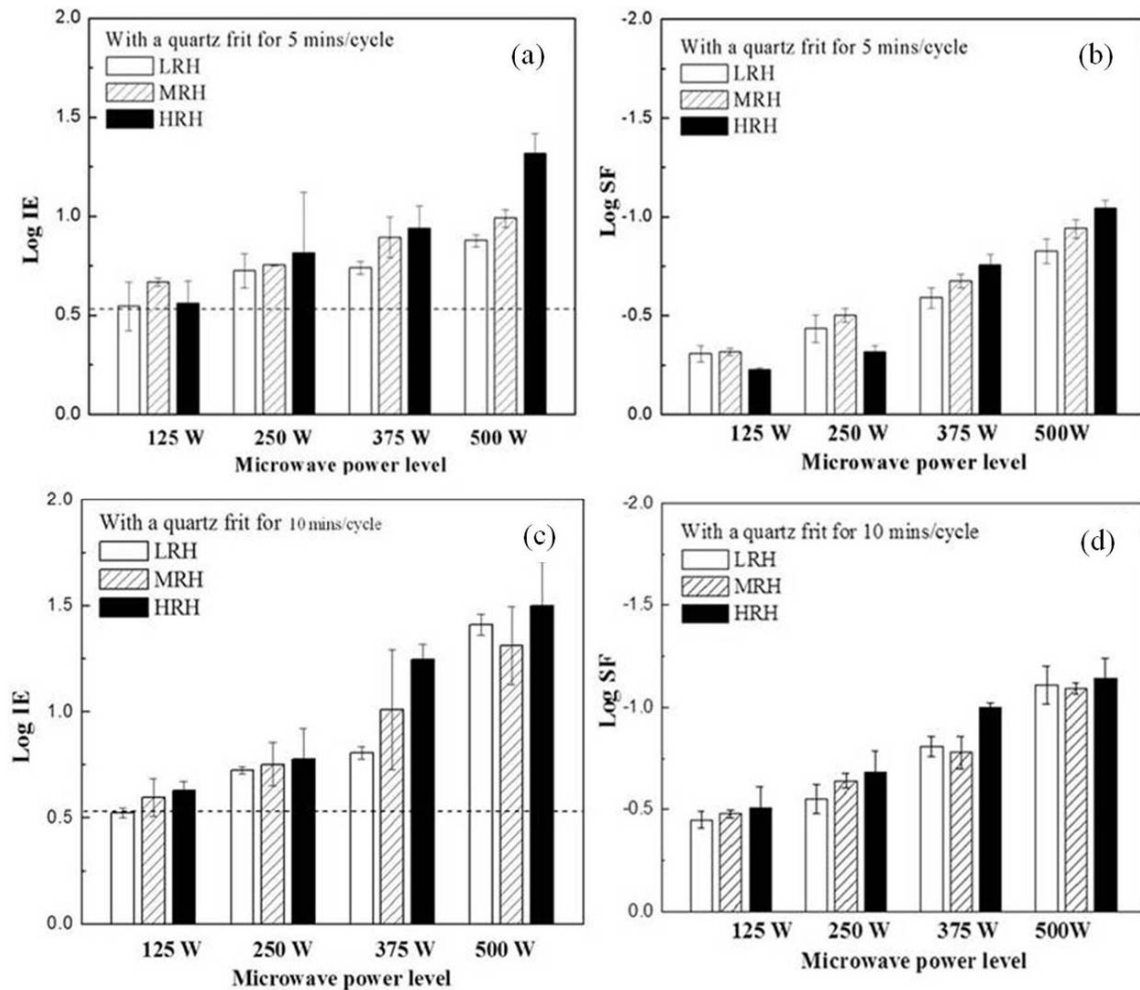 2.0
With a quartz frit for 5 mins/cycle
(a)
LRH
MRH
HRH
1.5
1.0
0.5
0.0
Log IE
125 W
250 W
375 W
500 W
Microwave power level
-2.0
With a quartz frit for 5 mins/cycle
(b)
LRH
MRH
HRH
-1.5
-1.0
-0.5
0.0
Log SF
125 W
250 W
375 W
500W
Microwave power level
2.0
With a quartz frit for 10 mins/cycle
(c)
LRH
MRH
HRH
1.5
1.0
0.5
0.0
Log IE
125 W
250 W
375 W
500 W
Microwave power level
-2.0
With a quartz frit for 10 mins/cycle
(d)
LRH
MRH
HRH
-1.5
-1.0
-0.5
-0.0
Log SF
125 W
250 W
375 W
500W
Microwave power level